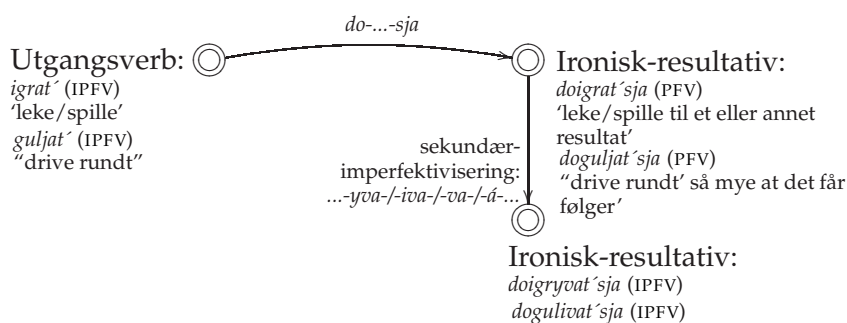 do-...-sja
Utgangsverb:
igrat´ (IPFV)
‘leke/spille’
guljat´ (IPFV)
“drive rundt”
Ironisk-resultativ:
doigrat´sja (PFV)
‘leke/spille til et eller annet
resultat’
doguljat´sja (PFV)
“drive rundt’ så mye at det får
følger’
sekundær-
imperfektivisering:
...-yva-/-iva-/-va-/-á-...
Ironisk-resultativ:
doigryvat´sja (IPFV)
dogulivat´sja (IPFV)